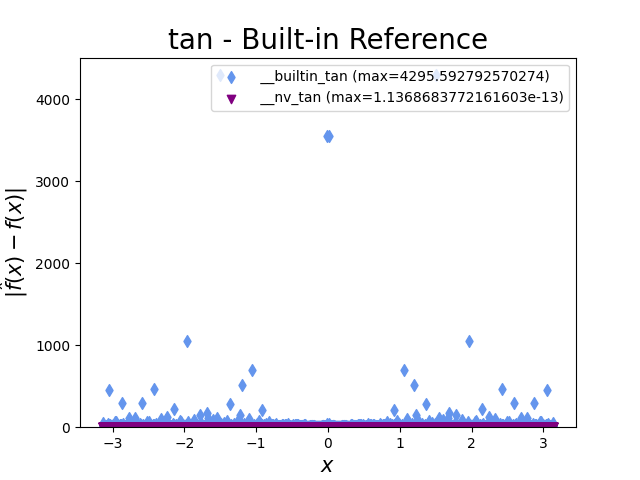 tan - Built-in Reference
__builtin_tan (max=4295.592792570274)
__nv_tan (max=1.1368683772161603e-13)
4000
3000
2000
1000
0
|f̂(x) − f(x)|
−3 −2 −1 0 1 2 3
x